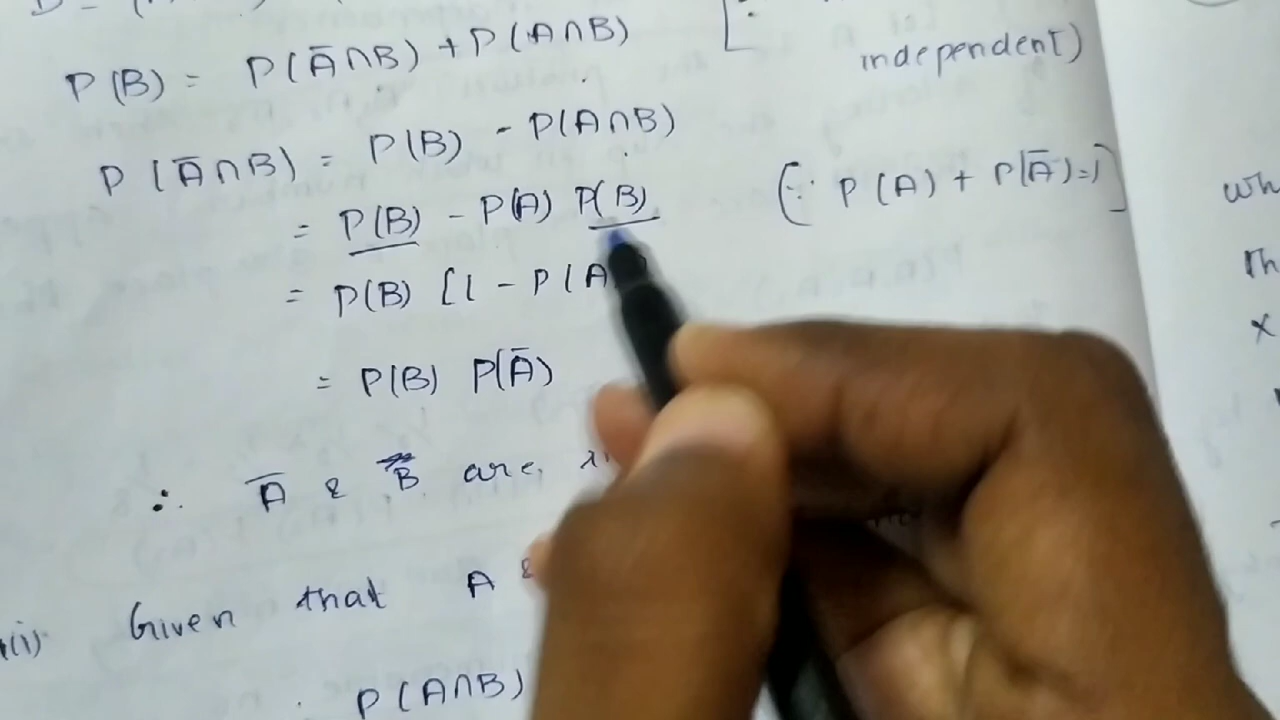 P(B) = P(Ā∩B) + P(A∩B) [∵
independent)
P(Ā∩B) = P(B) - P(A∩B)
= P(B) - P(A) P(B) (∵ P(A) + P(Ā)=1]
= P(B) [1 - P(A
= P(B) P(Ā)
∴ Ā & B are
Given that A &
P(A∩B)